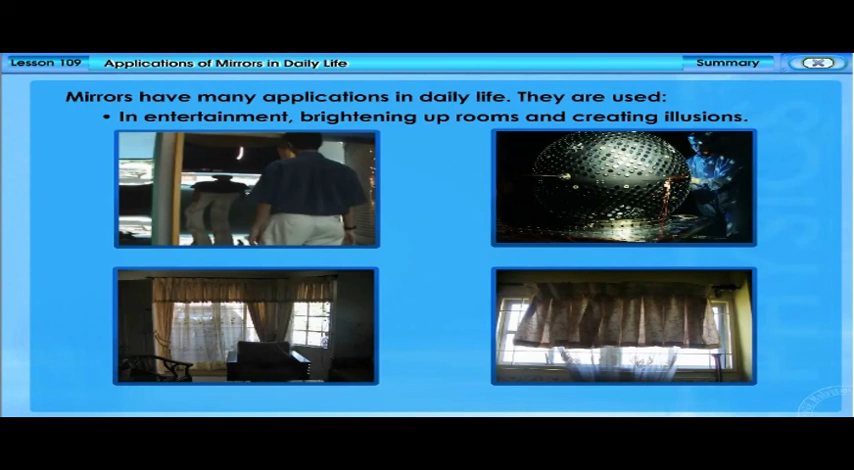 Lesson 109
Applications of Mirrors in Daily Life
Summary
Mirrors have many applications in daily life. They are used:
• In entertainment, brightening up rooms and creating illusions.
PHYSICS